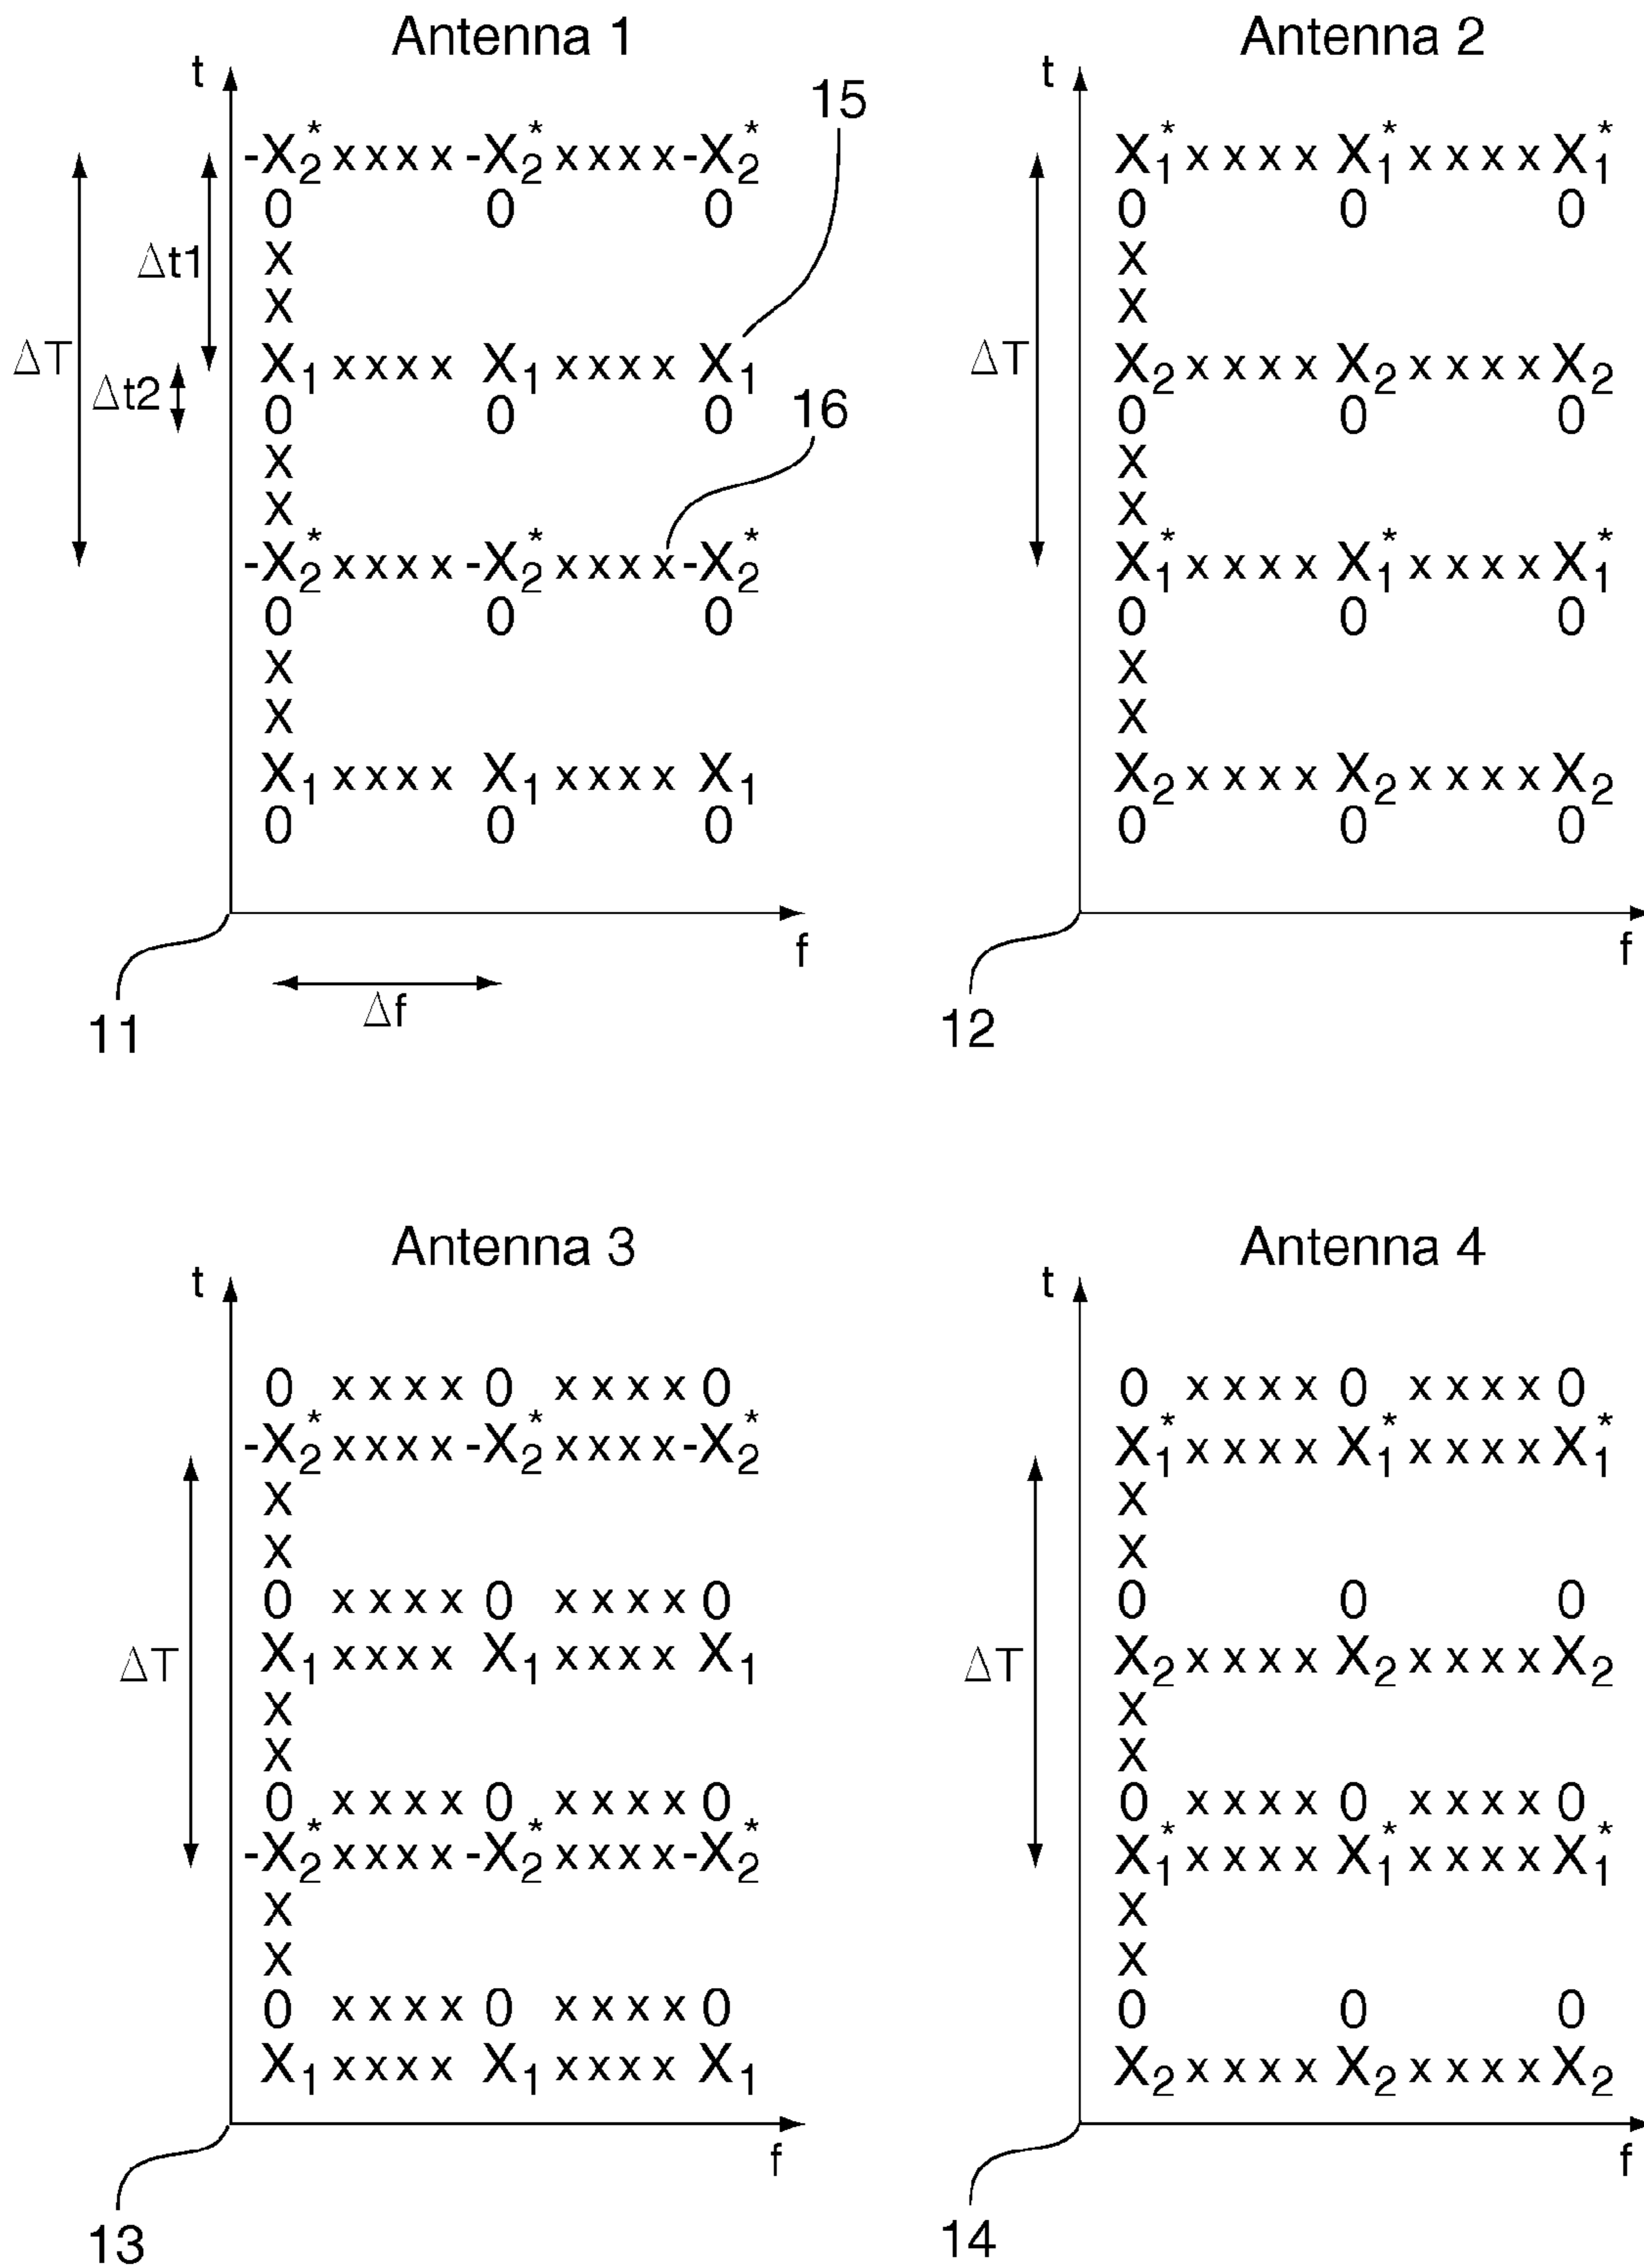 Antenna 1
t
15
-X₂* x x x x -X₂* x x x x -X₂*
0 0 0
x
Δt1
x
ΔT
X₁ x x x x X₁ x x x x X₁
Δt2
0 0 0
16
x
x
-X₂* x x x x -X₂* x x x x -X₂*
0 0 0
x
x
X₁ x x x x X₁ x x x x X₁
0 0 0
f
Δf
11
Antenna 2
t
X₁* x x x x X₁* x x x x X₁*
0 0 0
x
x
ΔT
X₂ x x x x X₂ x x x x X₂
0 0 0
x
x
X₁* x x x x X₁* x x x x X₁*
0 0 0
x
x
X₂ x x x x X₂ x x x x X₂
0 0 0
f
12
Antenna 3
t
0 x x x x 0 x x x x 0
-X₂* x x x x -X₂* x x x x -X₂*
x
x
0 x x x x 0 x x x x 0
X₁ x x x x X₁ x x x x X₁
ΔT
x
x
0 x x x x 0 x x x x 0
-X₂* x x x x -X₂* x x x x -X₂*
x
x
0 x x x x 0 x x x x 0
X₁ x x x x X₁ x x x x X₁
f
13
Antenna 4
t
0 x x x x 0 x x x x 0
X₁* x x x x X₁* x x x x X₁*
x
x
0 0 0
X₂ x x x x X₂ x x x x X₂
ΔT
x
x
0 x x x x 0 x x x x 0
X₁* x x x x X₁* x x x x X₁*
x
x
0 0 0
X₂ x x x x X₂ x x x x X₂
f
14